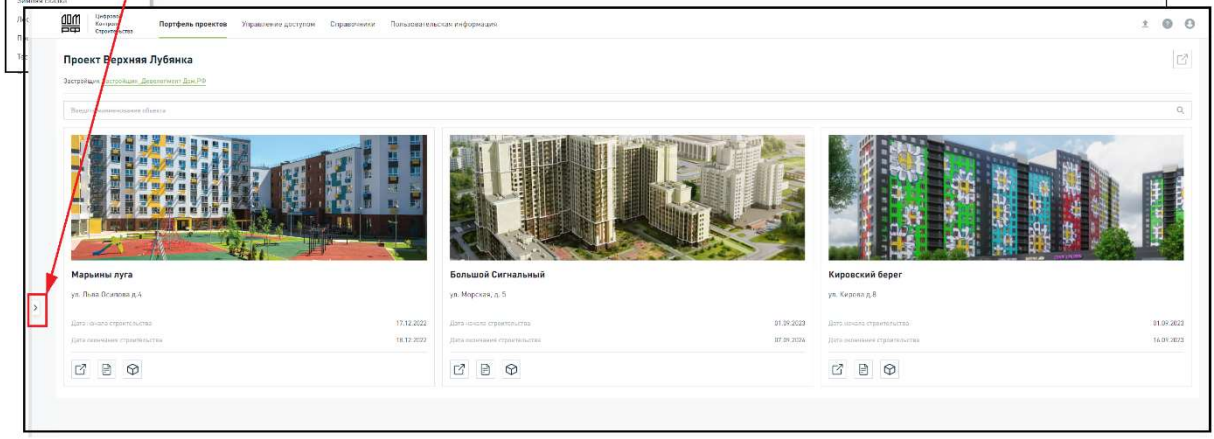 Зимняя сказка
ДОМ РФ
Цифровой
Контроль
Строительства
Портфель проектов Управление доступом Справочники Пользовательская информация
Проект Верхняя Лубянка
Застройщик Застройщик_Девелопмент Дом.РФ
Введите наименование объекта
Марьины луга
ул. Льва Осипова д.4
Дата начала строительства 17.12.2022
Дата окончания строительства 18.12.2022
Большой Сигнальный
ул. Морская, д. 5
Дата начала строительства 01.09.2023
Дата окончания строительства 07.09.2026
Кировский берег
ул. Кирова д.8
Дата начала строительства 01.09.2023
Дата окончания строительства 16.09.2023